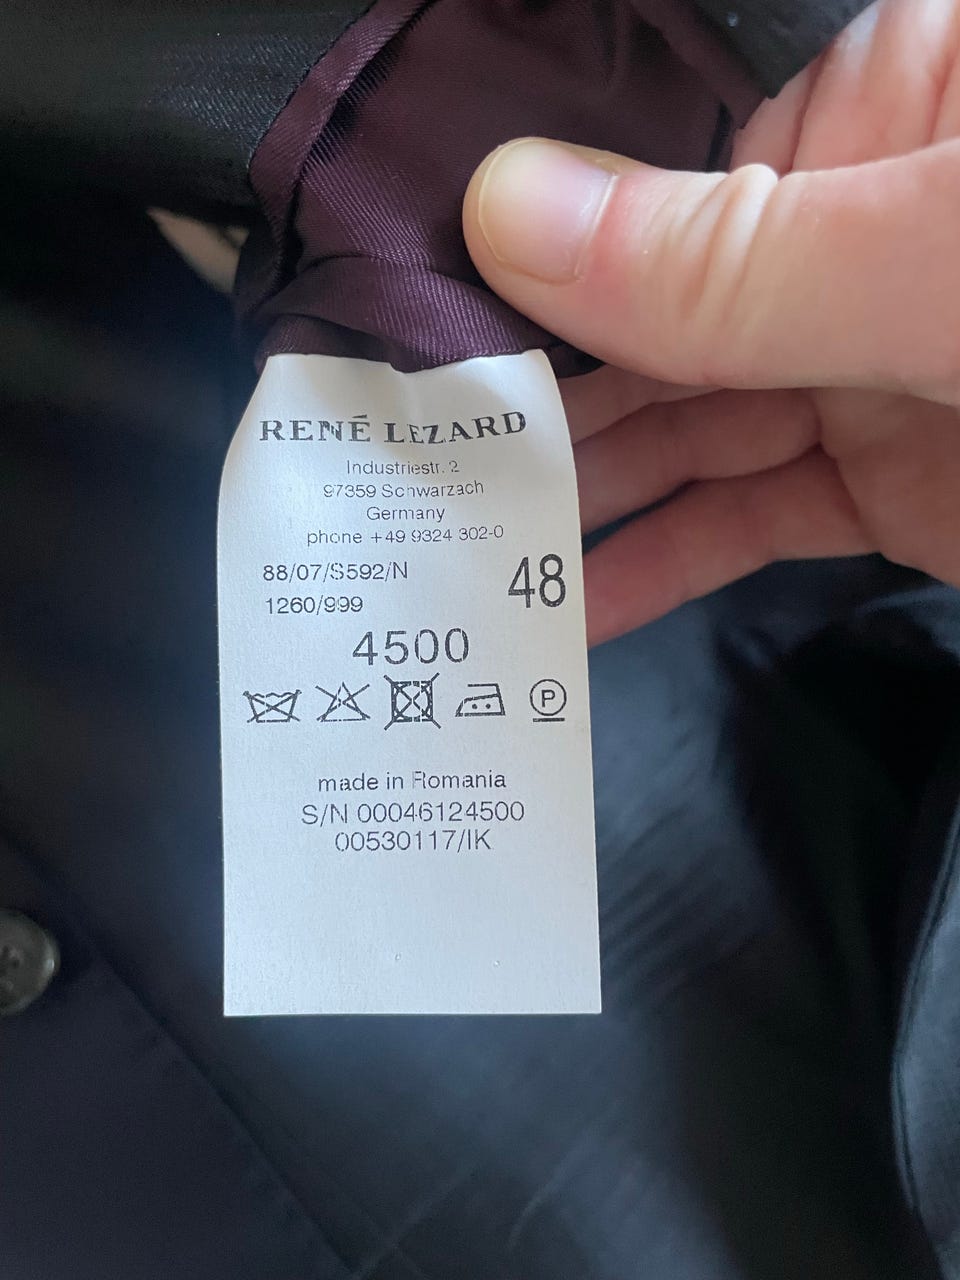 RENÉ LEZARD
Industriestr. 2
97359 Schwarzach
Germany
phone +49 9324 302-0
88/07/S592/N
1260/999
48
4500
P
made in Romania
S/N 00046124500
00530117/IK